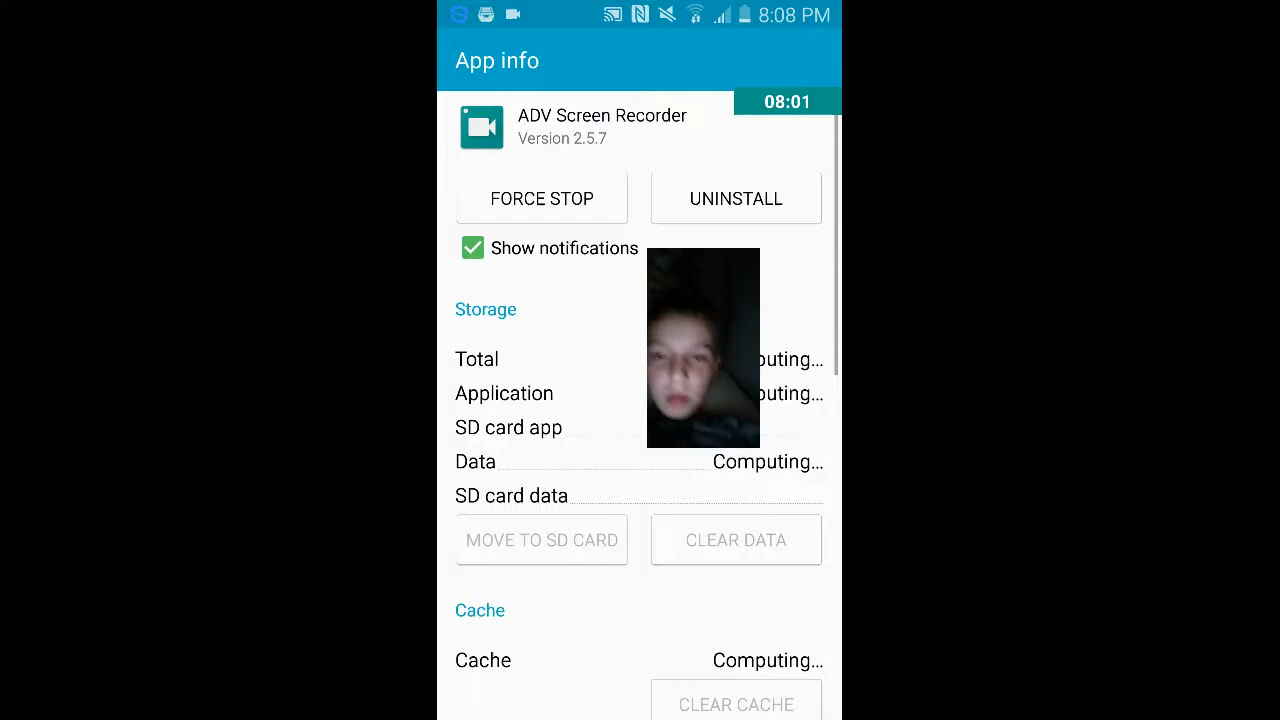 8:08 PM
App info
08:01
ADV Screen Recorder
Version 2.5.7
FORCE STOP UNINSTALL
Show notifications
Storage
Total puting...
Application puting...
SD card app
Data Computing...
SD card data
MOVE TO SD CARD CLEAR DATA
Cache
Cache Computing...
CLEAR CACHE